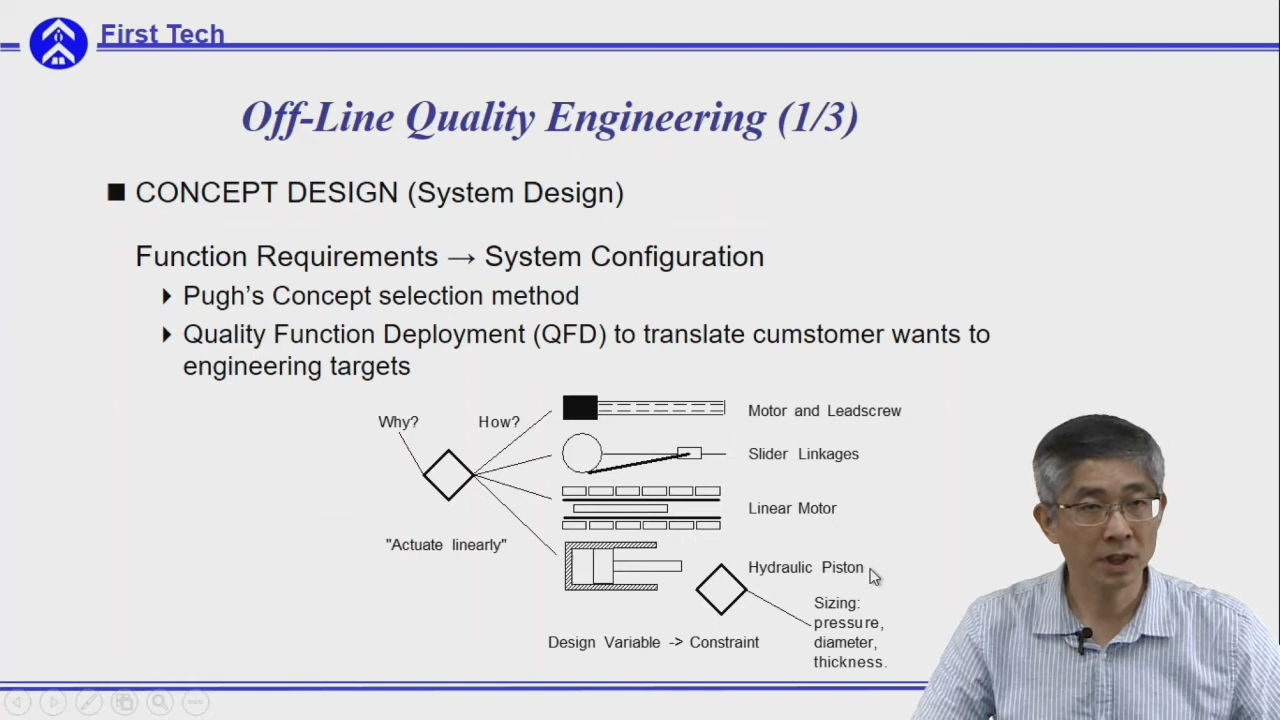 First Tech
Off-Line Quality Engineering (1/3)
CONCEPT DESIGN (System Design)
Function Requirements → System Configuration
Pugh's Concept selection method
Quality Function Deployment (QFD) to translate cumstomer wants to
engineering targets
Why?
How?
Motor and Leadscrew
Slider Linkages
Linear Motor
"Actuate linearly"
Hydraulic Piston
Sizing:
pressure,
diameter,
thickness.
Design Variable -> Constraint